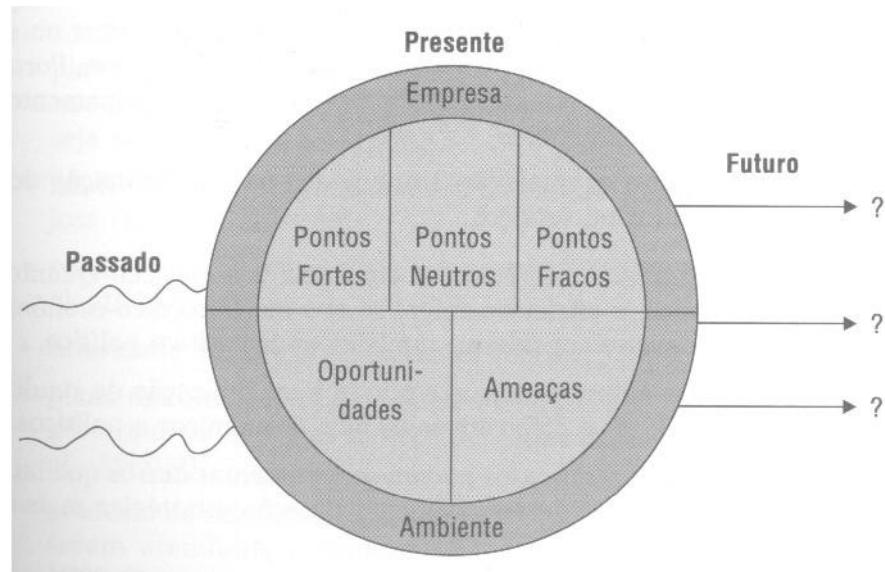 Presente
Empresa
Futuro
?
Pontos
Fortes
Pontos
Neutros
Pontos
Fracos
Passado
?
Oportuni-
dades
Ameaças
?
Ambiente